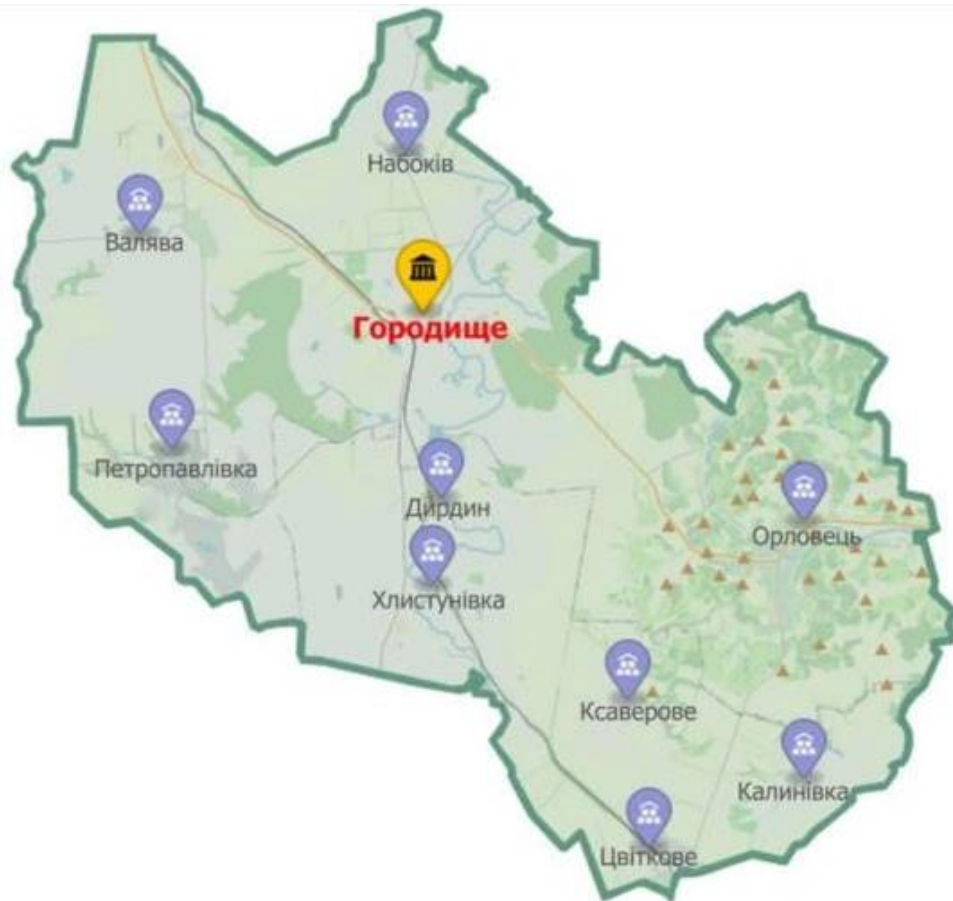 Набоків
Валява
Городище
Петропавлівка
Дирдин
Орловець
Хлистунівка
Ксаверове
Калинівка
Цвіткове